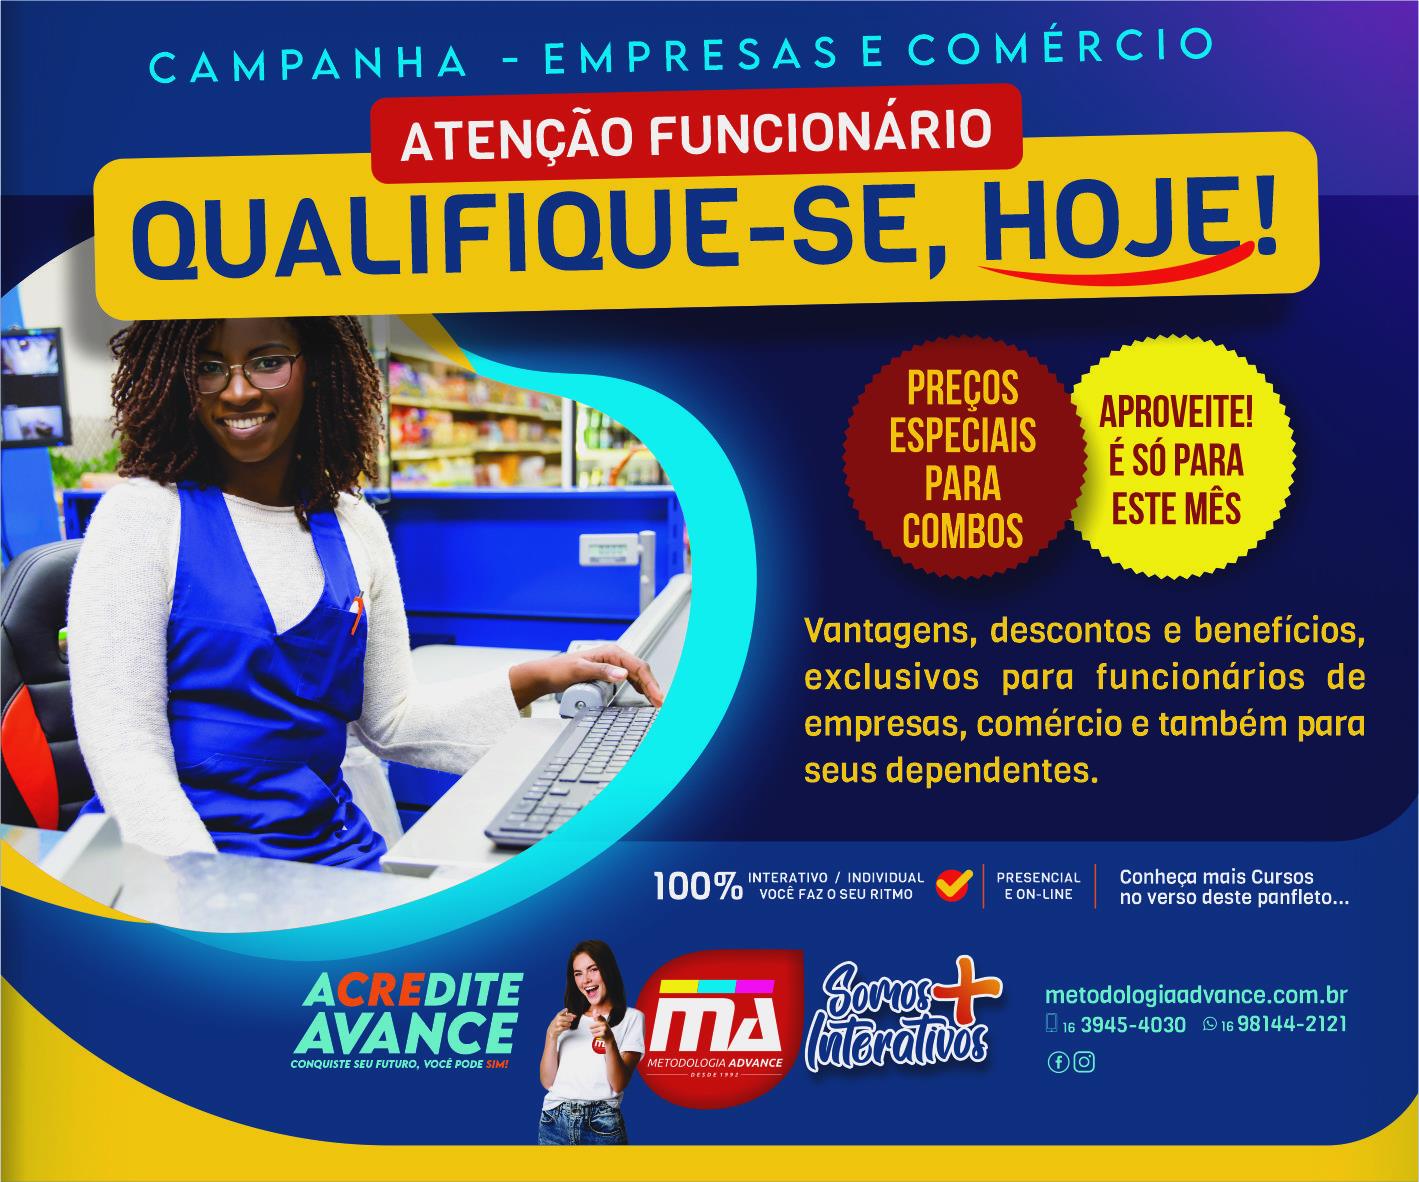 CAMPANHA - EMPRESAS E COMÉRCIO
ATENÇÃO FUNCIONÁRIO
QUALIFIQUE-SE, HOJE!
PREÇOS
ESPECIAIS
PARA
COMBOS
APROVEITE!
É SÓ PARA
ESTE MÊS
Vantagens, descontos e benefícios,
exclusivos para funcionários de
empresas, comércio e também para
seus dependentes.
100% INTERATIVO / INDIVIDUAL
VOCÊ FAZ O SEU RITMO
PRESENCIAL
E ON-LINE
Conheça mais Cursos
no verso deste panfleto...
ACREDITE
AVANCE
CONQUISTE SEU FUTURO, VOCÊ PODE SIM!
MA
MA
METODOLOGIA ADVANCE
DESDE 1992
Somos +
Interativos
metodologiaadvance.com.br
16 3945-4030 16 98144-2121